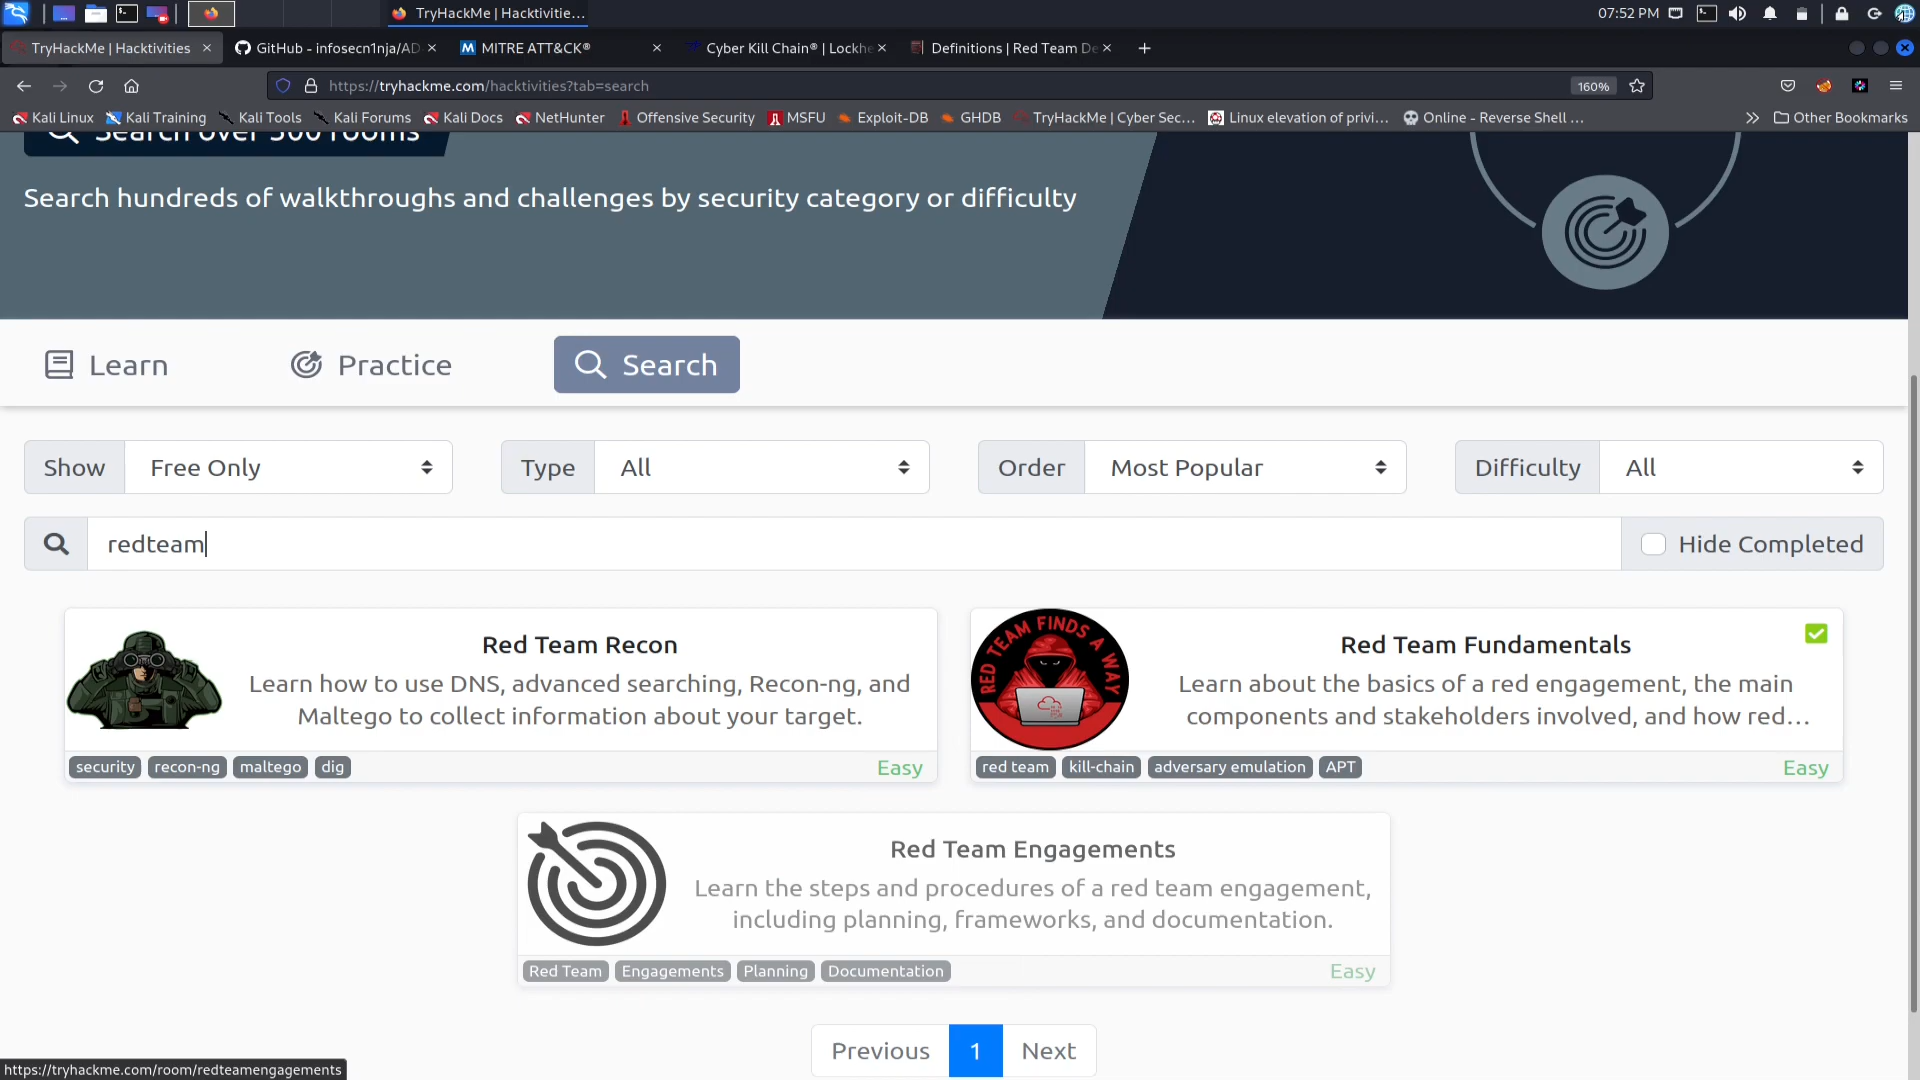 TryHackMe | Hacktivitie... 07:52 PM
TryHackMe | Hacktivities
GitHub - infosecn1nja/AD
MITRE ATT&CK®
Cyber Kill Chain® | Lockhe
Definitions | Red Team De
https://tryhackme.com/hacktivities?tab=search 160%
Kali Linux Kali Training Kali Tools Kali Forums Kali Docs NetHunter Offensive Security MSFU Exploit-DB GHDB TryHackMe | Cyber Sec... Linux elevation of privi... Online - Reverse Shell ... Other Bookmarks
Search over 500 rooms
Search hundreds of walkthroughs and challenges by security category or difficulty
Learn Practice Search
Show Free Only Type All Order Most Popular Difficulty All
redteam Hide Completed
RED TEAM FINDS A WAY
Red Team Recon
Learn how to use DNS, advanced searching, Recon-ng, and
Maltego to collect information about your target.
security recon-ng maltego dig Easy
Red Team Fundamentals
Learn about the basics of a red engagement, the main
components and stakeholders involved, and how red...
red team kill-chain adversary emulation APT Easy
Red Team Engagements
Learn the steps and procedures of a red team engagement,
including planning, frameworks, and documentation.
Red Team Engagements Planning Documentation Easy
Previous 1 Next
https://tryhackme.com/room/redteamengagements